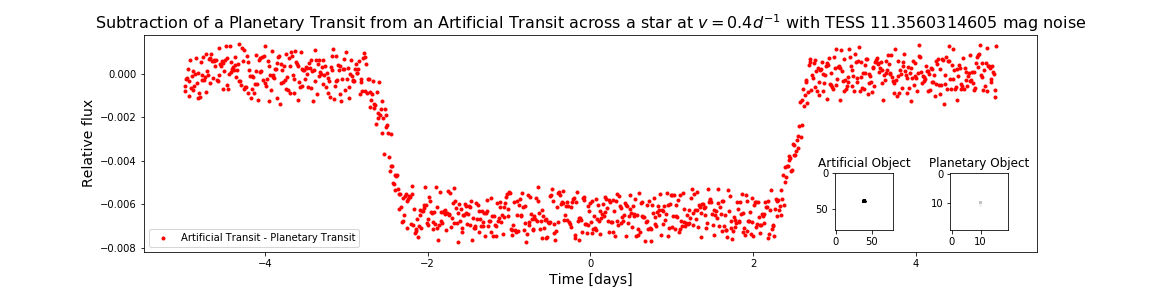 Subtraction of a Planetary Transit from an Artificial Transit across a star at v = 0.4d⁻¹ with TESS 11.3560314605 mag noise
0.000
−0.002
−0.004
−0.006
−0.008
Relative flux
Artificial Transit - Planetary Transit
Artificial Object
0
50
0 50
Planetary Object
0
10
0 10
−4 −2 0 2 4
Time [days]